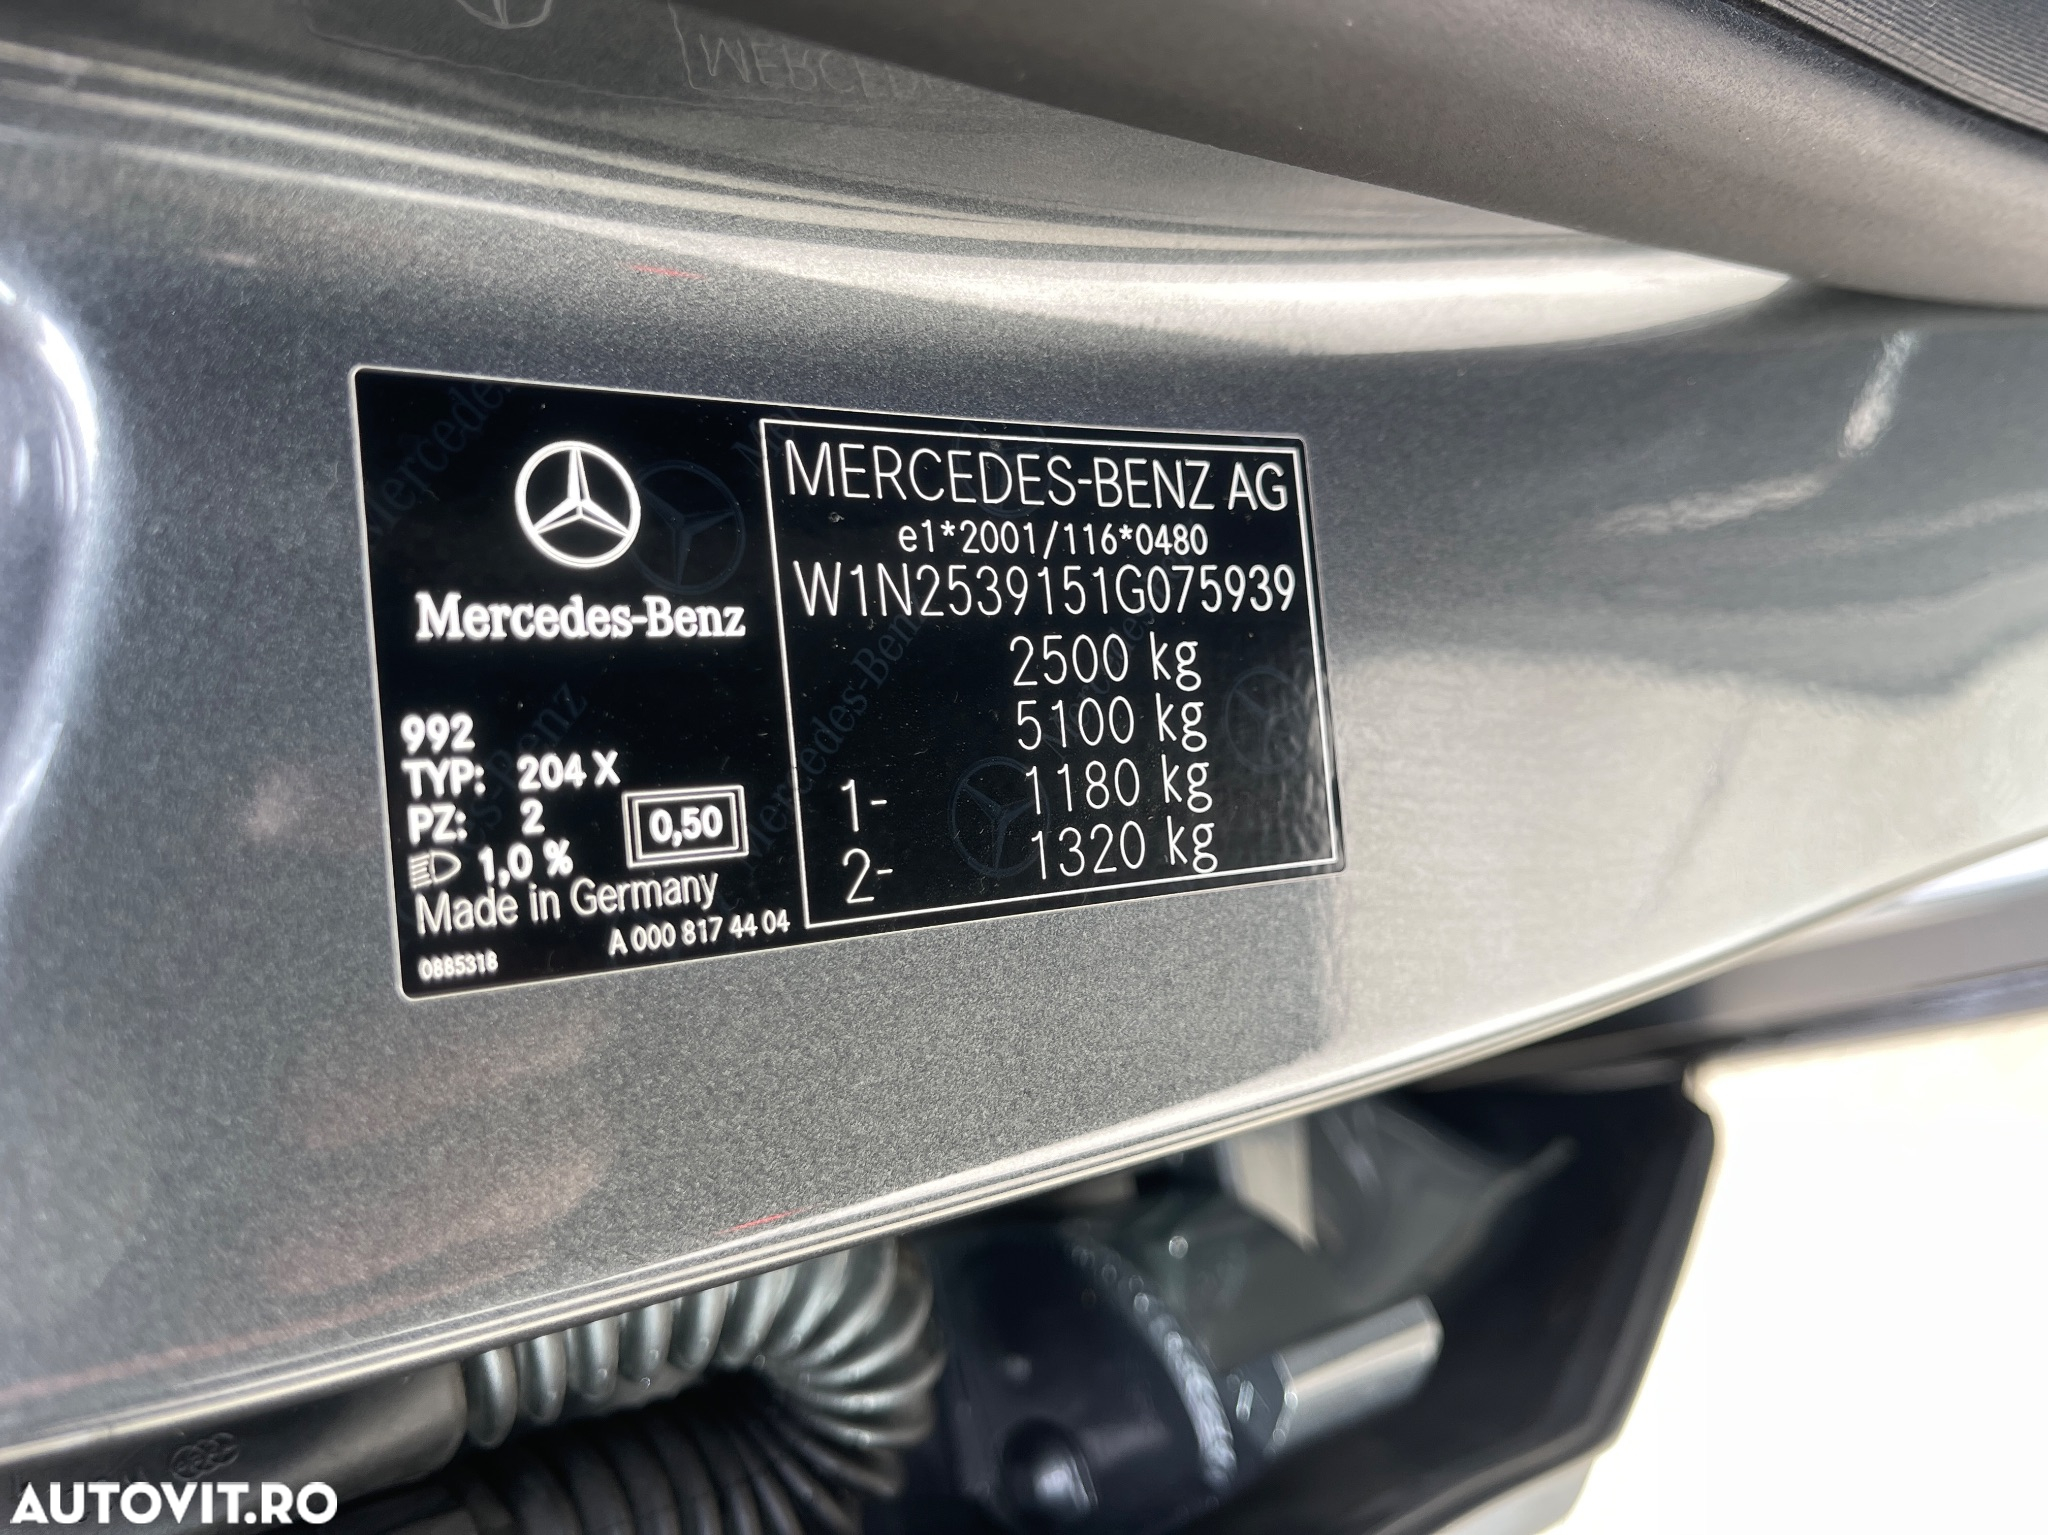 Mercedes-Benz
992
TYP: 204 X
PZ: 2
1,0 %
0,50
Made in Germany
A 000 817 44 04
0885318
MERCEDES-BENZ AG
e1*2001/116*0480
W1N2539151G075939
2500 kg
5100 kg
1- 1180 kg
2- 1320 kg
AUTOVIT.RO